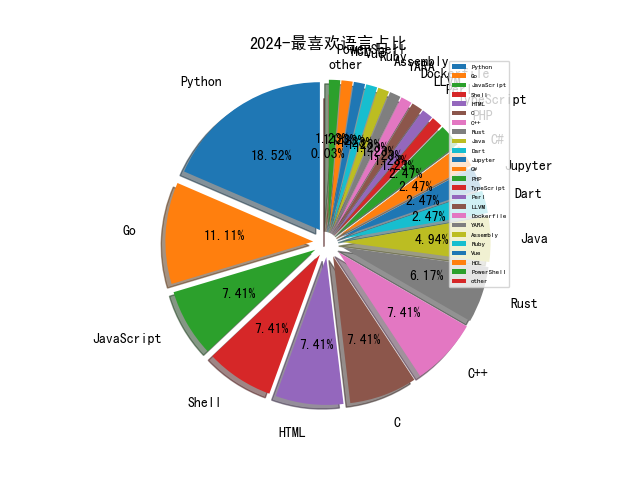 2024-最喜欢语言占比
Python
18.52%
Go
11.11%
JavaScript
7.41%
Shell
7.41%
HTML
7.41%
C
7.41%
C++
7.41%
Rust
6.17%
Java
4.94%
Dart
2.47%
Jupyter
2.47%
C#
2.47%
2.47%
Assembly
Ruby
other
0.03%
Python
Go
JavaScript
Shell
HTML
C
C++
Rust
Java
Dart
Jupyter
C#
PHP
TypeScript
Perl
LLVM
Dockerfile
YARA
Assembly
Ruby
Vue
HCL
PowerShell
other